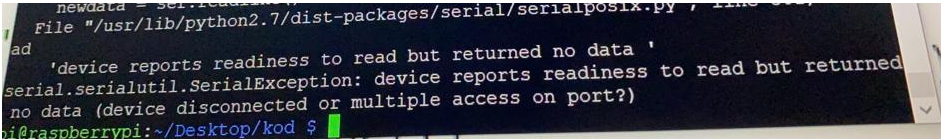 newdata = self.readline()
File "/usr/lib/python2.7/dist-packages/serial/serialposix.py", line
ad
'device reports readiness to read but returned no data '
serial.serialutil.SerialException: device reports readiness to read but returned
no data (device disconnected or multiple access on port?)
pi@raspberrypi:~/Desktop/kod $